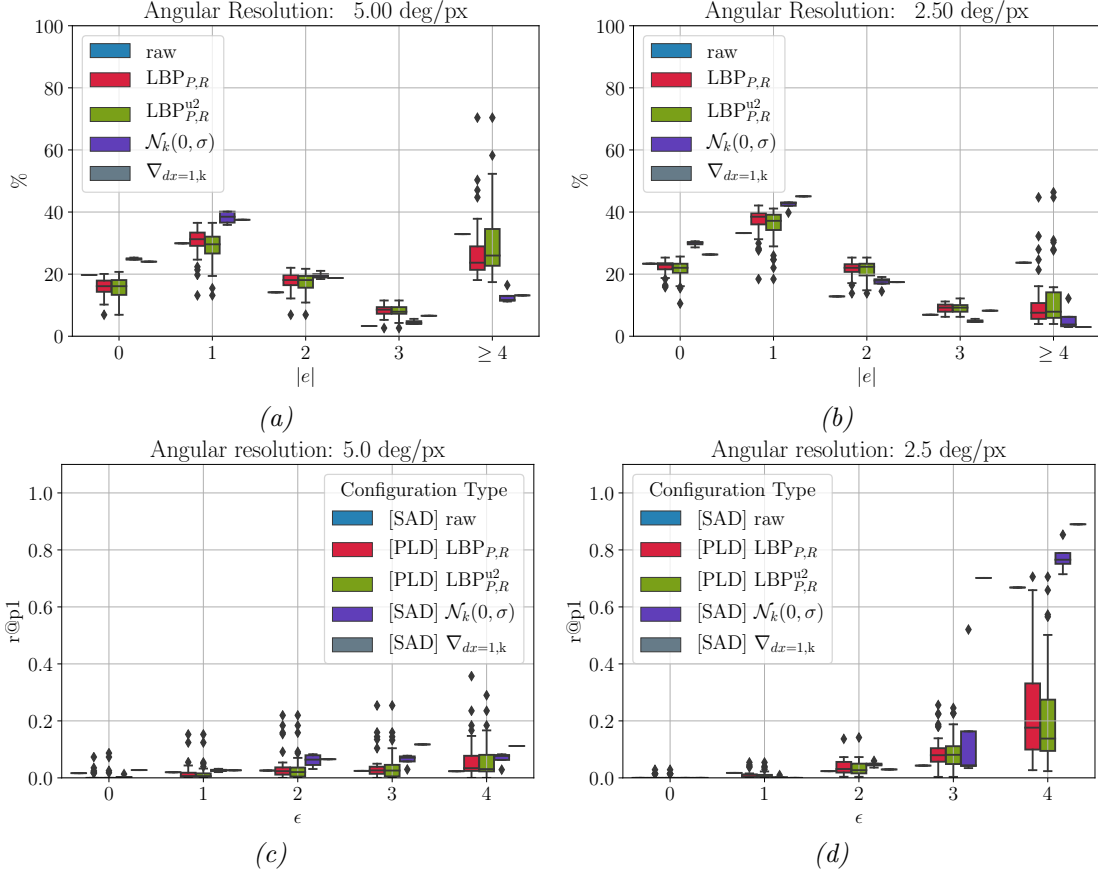 Angular Resolution: 5.00 deg/px
100
80
60
40
20
0
%
raw
LBP_{P,R}
LBP^{u2}_{P,R}
𝒩_k(0, σ)
∇_{dx=1,k}
0 1 2 3 ≥ 4
|e|
(a)
Angular Resolution: 2.50 deg/px
100
80
60
40
20
0
%
raw
LBP_{P,R}
LBP^{u2}_{P,R}
𝒩_k(0, σ)
∇_{dx=1,k}
0 1 2 3 ≥ 4
|e|
(b)
Angular resolution: 5.0 deg/px
1.0
0.8
0.6
0.4
0.2
0.0
r@p1
Configuration Type
[SAD] raw
[PLD] LBP_{P,R}
[PLD] LBP^{u2}_{P,R}
[SAD] 𝒩_k(0, σ)
[SAD] ∇_{dx=1,k}
0 1 2 3 4
ϵ
(c)
Angular resolution: 2.5 deg/px
1.0
0.8
0.6
0.4
0.2
0.0
r@p1
Configuration Type
[SAD] raw
[PLD] LBP_{P,R}
[PLD] LBP^{u2}_{P,R}
[SAD] 𝒩_k(0, σ)
[SAD] ∇_{dx=1,k}
0 1 2 3 4
ϵ
(d)